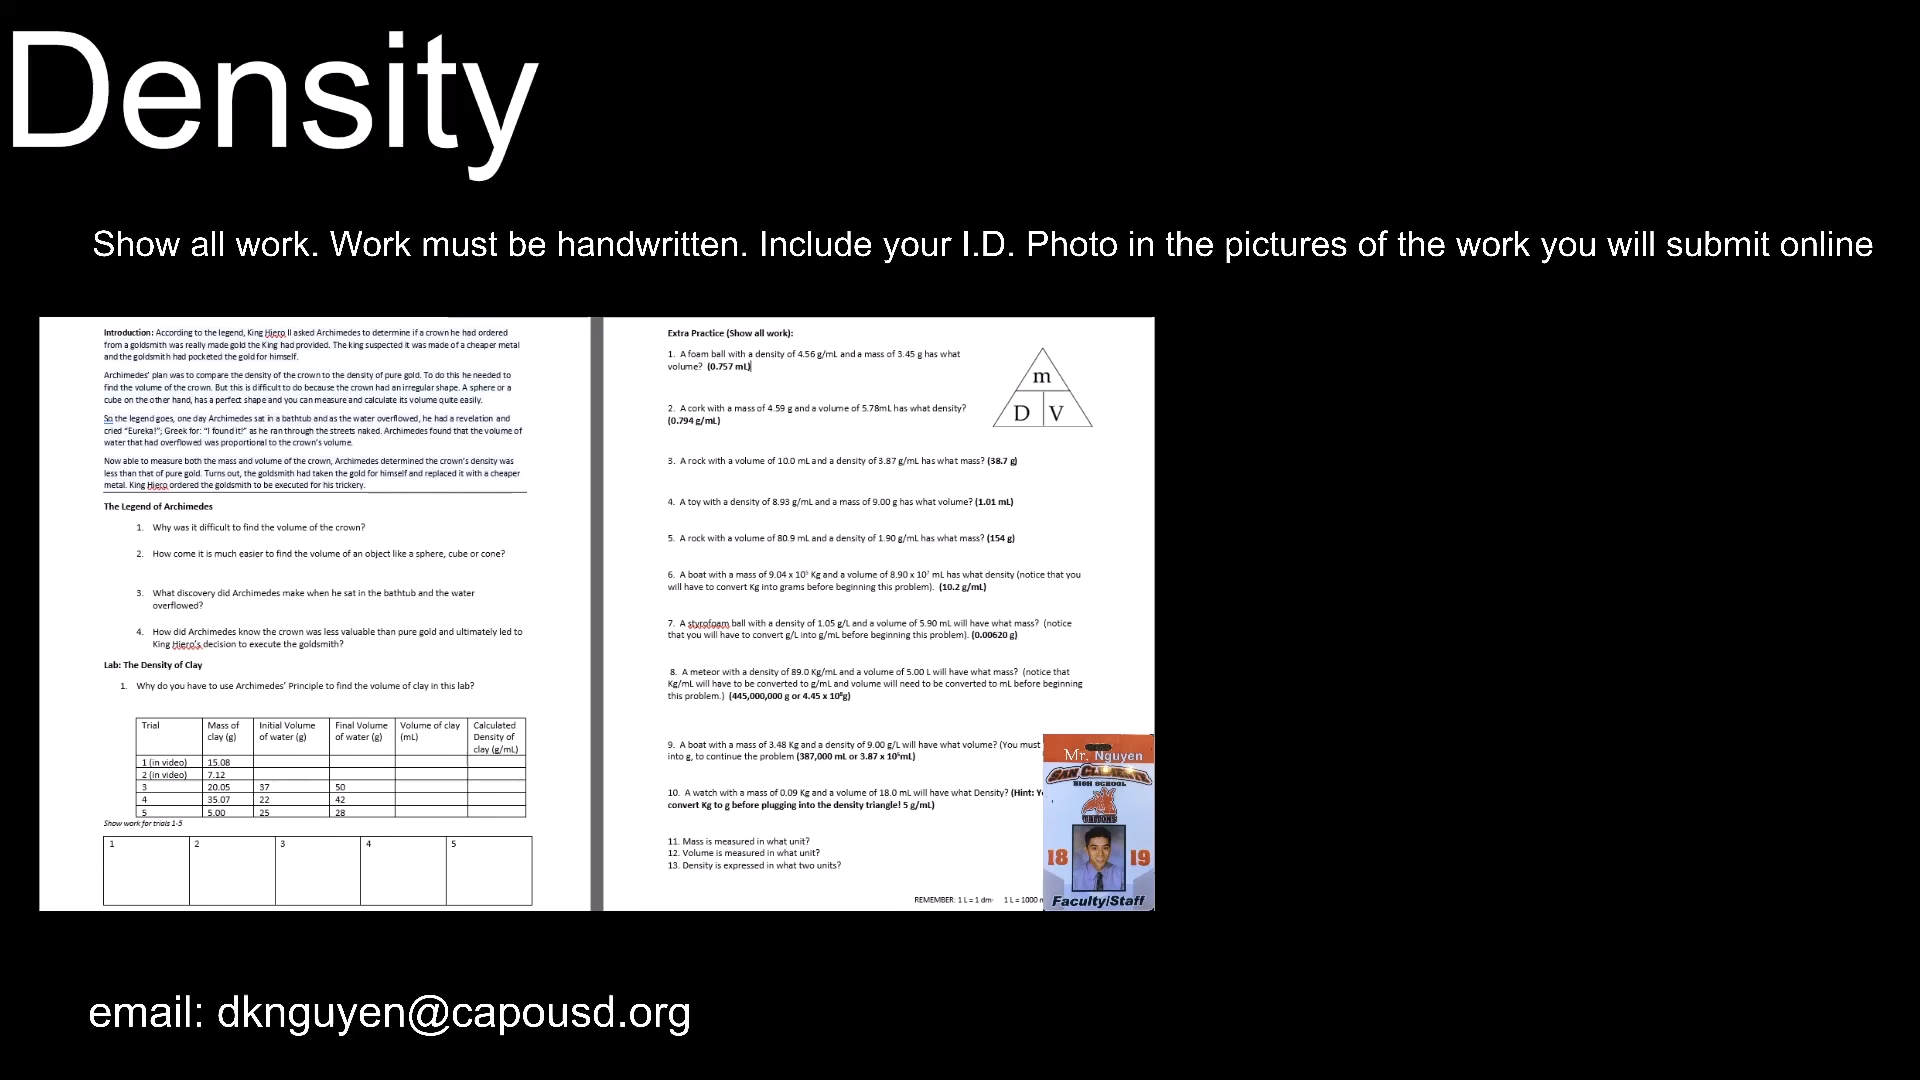 Density
Show all work. Work must be handwritten. Include your I.D. Photo in the pictures of the work you will submit online
Introduction: According to the legend, King Hiero II asked Archimedes to determine if a crown he had ordered
from a goldsmith was really made gold the King had provided. The king suspected it was made of a cheaper metal
and the goldsmith had pocketed the gold for himself.
Archimedes' plan was to compare the density of the crown to the density of pure gold. To do this he needed to
find the volume of the crown. But this is difficult to do because the crown had an irregular shape. A sphere or a
cube on the other hand, has a perfect shape and you can measure and calculate its volume quite easily.
So the legend goes, one day Archimedes sat in a bathtub and as the water overflowed, he had a revelation and
cried "Eureka!"; Greek for: "I found it!" as he ran through the streets naked. Archimedes found that the volume of
water that had overflowed was proportional to the crown's volume.
Now able to measure both the mass and volume of the crown, Archimedes determined the crown's density was
less than that of pure gold. Turns out, the goldsmith had taken the gold for himself and replaced it with a cheaper
metal. King Hiero ordered the goldsmith to be executed for his trickery.
The Legend of Archimedes
1. Why was it difficult to find the volume of the crown?
2. How come it is much easier to find the volume of an object like a sphere, cube or cone?
3. What discovery did Archimedes make when he sat in the bathtub and the water
overflowed?
4. How did Archimedes know the crown was less valuable than pure gold and ultimately led to
King Hiero's decision to execute the goldsmith?
Lab: The Density of Clay
1. Why do you have to use Archimedes' Principle to find the volume of clay in this lab?
Trial Mass of Initial Volume Final Volume Volume of clay Calculated
clay (g) of water (g) of water (g) (mL) Density of
clay (g/mL)
1 (in video) 15.08
2 (in video) 7.12
3 20.05 37 50
4 35.07 22 42
5 5.00 25 28
Show work for trials 1-5
1 2 3 4 5
Extra Practice (Show all work):
1. A foam ball with a density of 4.56 g/mL and a mass of 3.45 g has what
volume? (0.757 mL)
m
D V
2. A cork with a mass of 4.59 g and a volume of 5.78mL has what density?
(0.794 g/mL)
3. A rock with a volume of 10.0 mL and a density of 3.87 g/mL has what mass? (38.7 g)
4. A toy with a density of 8.93 g/mL and a mass of 9.00 g has what volume? (1.01 mL)
5. A rock with a volume of 80.9 mL and a density of 1.90 g/mL has what mass? (154 g)
6. A boat with a mass of 9.04 x 10⁵ Kg and a volume of 8.90 x 10⁷ mL has what density (notice that you
will have to convert Kg into grams before beginning this problem). (10.2 g/mL)
7. A styrofoam ball with a density of 1.05 g/L and a volume of 5.90 mL will have what mass? (notice
that you will have to convert g/L into g/mL before beginning this problem). (0.00620 g)
8. A meteor with a density of 89.0 Kg/mL and a volume of 5.00 L will have what mass? (notice that
Kg/mL will have to be converted to g/mL and volume will need to be converted to mL before beginning
this problem.) (445,000,000 g or 4.45 x 10⁸g)
9. A boat with a mass of 3.48 Kg and a density of 9.00 g/L will have what volume? (You must
into g, to continue the problem (387,000 mL or 3.87 x 10⁵mL)
10. A watch with a mass of 0.09 Kg and a volume of 18.0 mL will have what Density? (Hint:
convert Kg to g before plugging into the density triangle! 5 g/mL)
11. Mass is measured in what unit?
12. Volume is measured in what unit?
13. Density is expressed in what two units?
REMEMBER: 1 L = 1 dm 1 L = 1000
Mr. Nguyen
SAN CLEMENTE
HIGH SCHOOL
TRITONS
18 19
Faculty/Staff
email: dknguyen@capousd.org